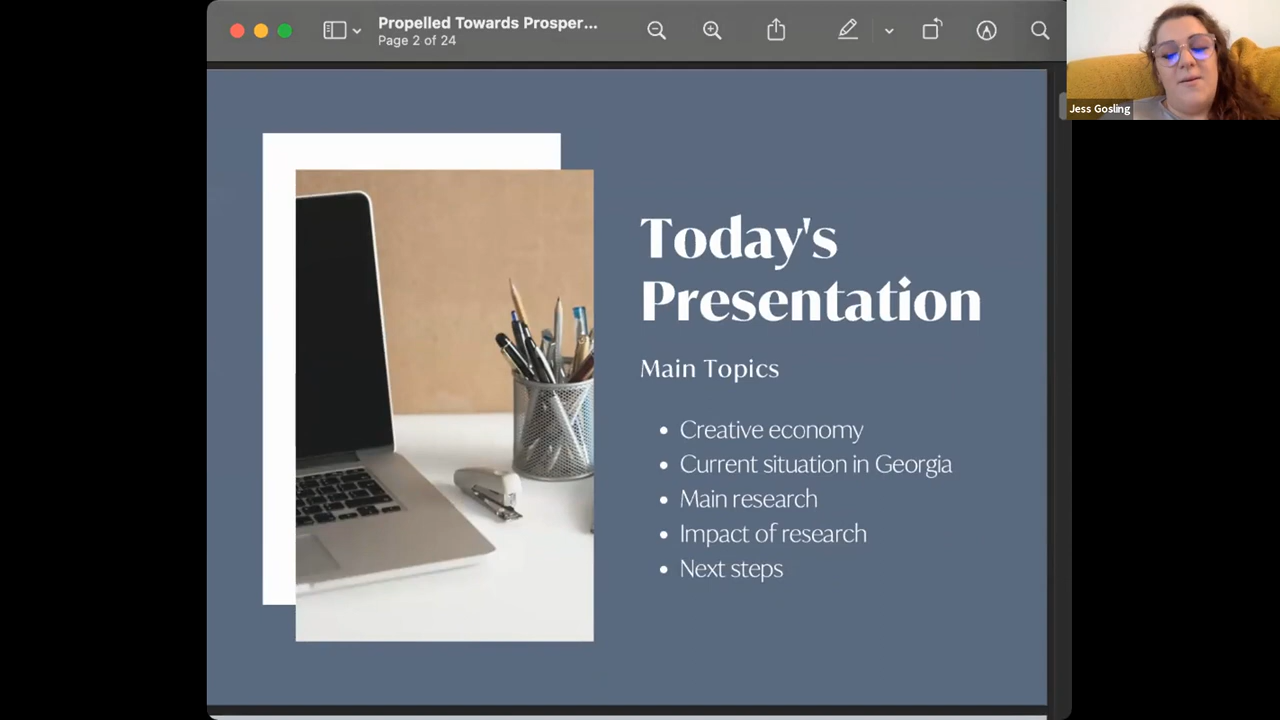 Propelled Towards Prosper...
Page 2 of 24
Jess Gosling
Today's
Presentation
Main Topics
• Creative economy
• Current situation in Georgia
• Main research
• Impact of research
• Next steps